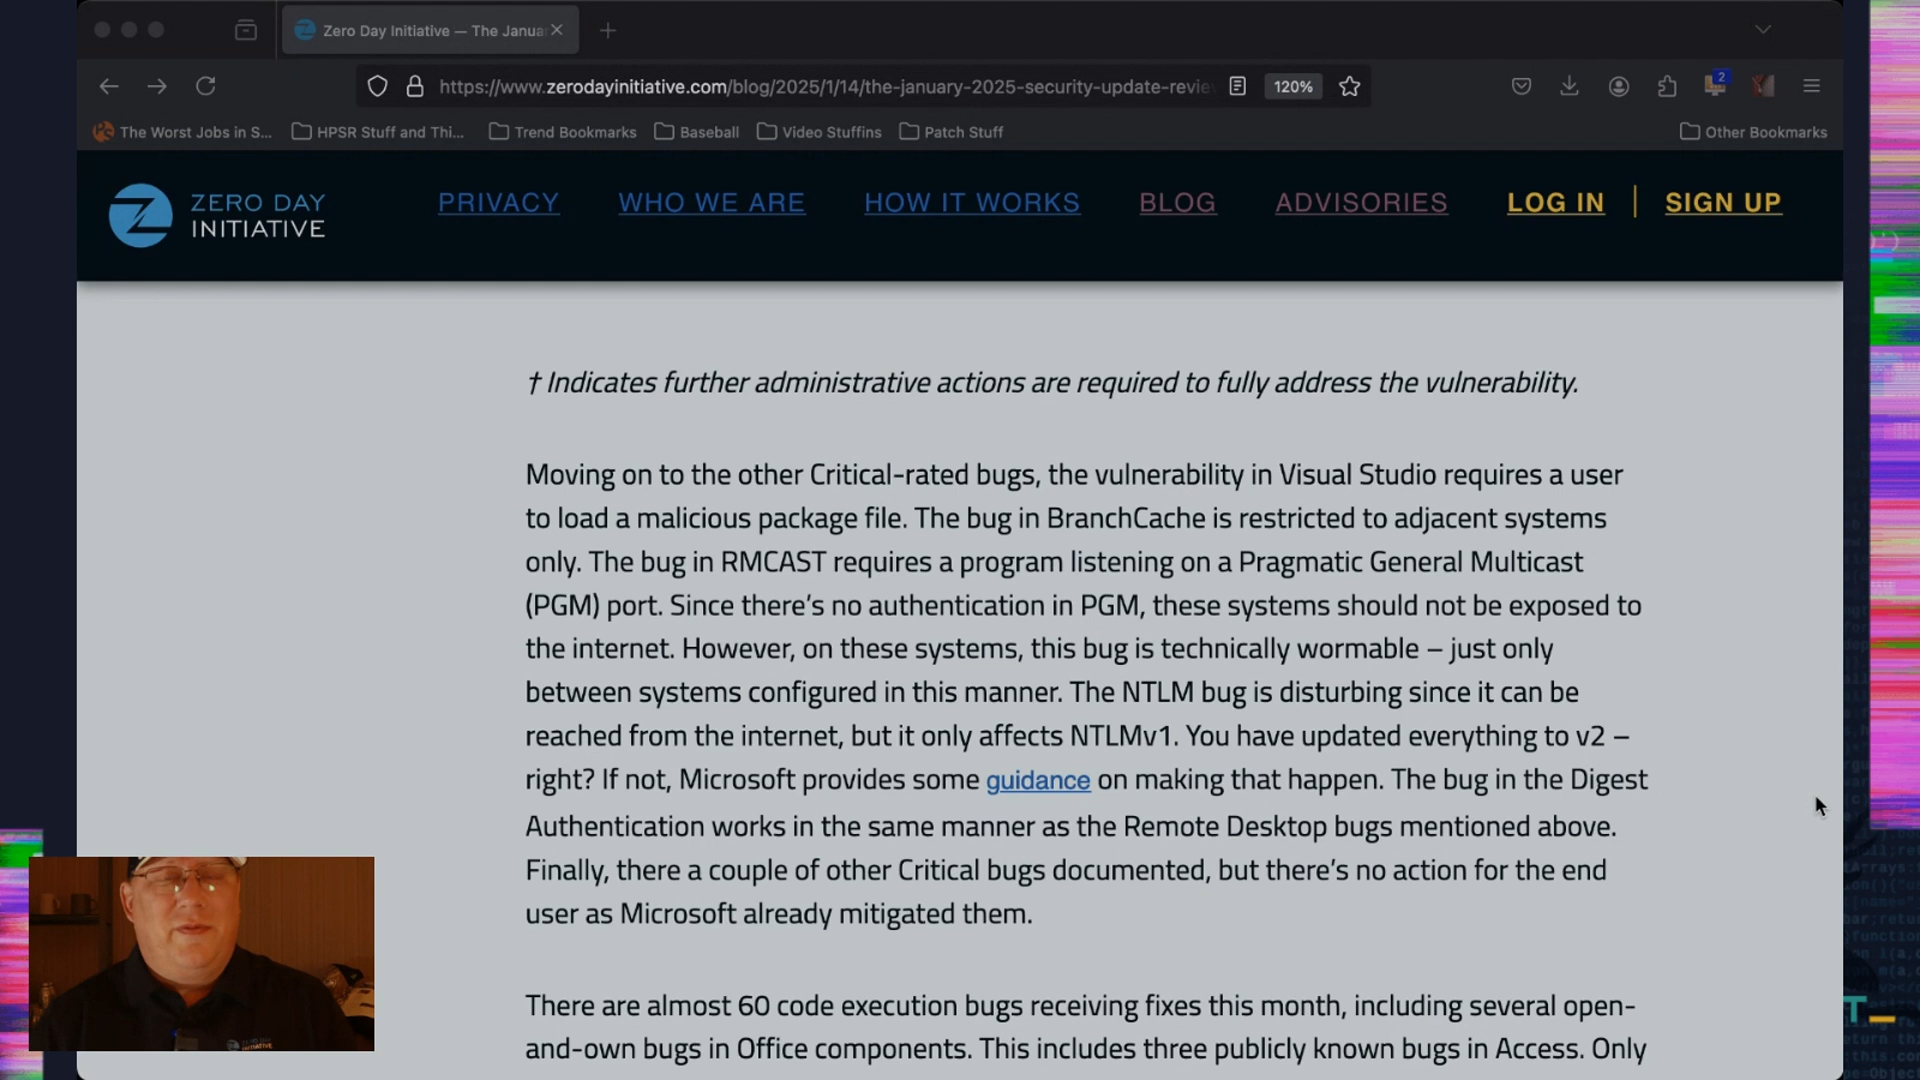 Zero Day Initiative — The Janua
https://www.zerodayinitiative.com/blog/2025/1/14/the-january-2025-security-update-revie
120%
2
The Worst Jobs in S...
HPSR Stuff and Thi...
Trend Bookmarks
Baseball
Video Stuffins
Patch Stuff
Other Bookmarks
ZERO DAY
INITIATIVE
PRIVACY
WHO WE ARE
HOW IT WORKS
BLOG
ADVISORIES
LOG IN
SIGN UP
† Indicates further administrative actions are required to fully address the vulnerability.
Moving on to the other Critical-rated bugs, the vulnerability in Visual Studio requires a user
to load a malicious package file. The bug in BranchCache is restricted to adjacent systems
only. The bug in RMCAST requires a program listening on a Pragmatic General Multicast
(PGM) port. Since there’s no authentication in PGM, these systems should not be exposed to
the internet. However, on these systems, this bug is technically wormable – just only
between systems configured in this manner. The NTLM bug is disturbing since it can be
reached from the internet, but it only affects NTLMv1. You have updated everything to v2 –
right? If not, Microsoft provides some guidance on making that happen. The bug in the Digest
Authentication works in the same manner as the Remote Desktop bugs mentioned above.
Finally, there a couple of other Critical bugs documented, but there’s no action for the end
user as Microsoft already mitigated them.
There are almost 60 code execution bugs receiving fixes this month, including several open-
and-own bugs in Office components. This includes three publicly known bugs in Access. Only
T_